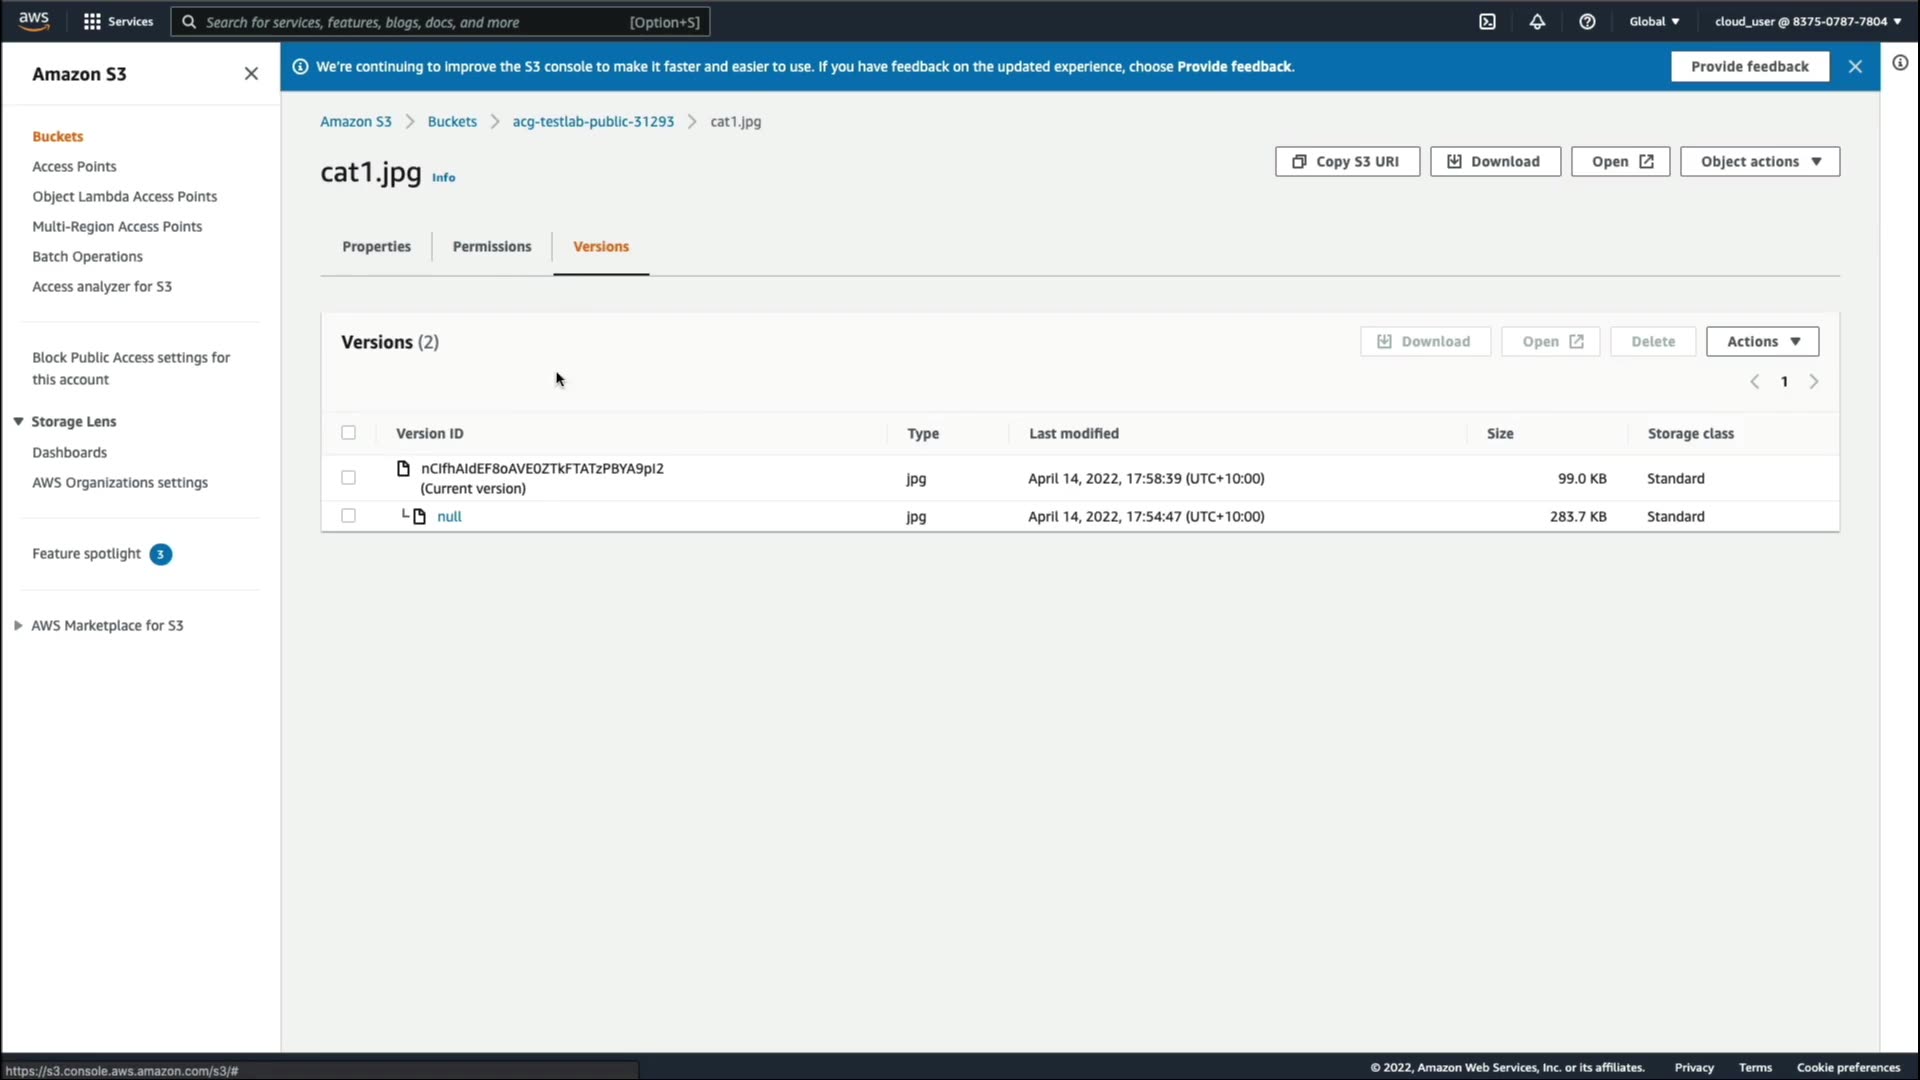 aws
Services
Search for services, features, blogs, docs, and more [Option+S]
Global
cloud_user @ 8375-0787-7804
Amazon S3
We're continuing to improve the S3 console to make it faster and easier to use. If you have feedback on the updated experience, choose Provide feedback.
Provide feedback
Buckets
Access Points
Object Lambda Access Points
Multi-Region Access Points
Batch Operations
Access analyzer for S3
Block Public Access settings for
this account
Storage Lens
Dashboards
AWS Organizations settings
Feature spotlight 3
AWS Marketplace for S3
Amazon S3 > Buckets > acg-testlab-public-31293 > cat1.jpg
cat1.jpg Info
Copy S3 URI
Download
Open
Object actions
Properties
Permissions
Versions
Versions (2)
Download
Open
Delete
Actions
1
Version ID Type Last modified Size Storage class
nCIfhAIdEF8oAVE0ZTkFTATzPBYA9pI2
(Current version)
jpg April 14, 2022, 17:58:39 (UTC+10:00) 99.0 KB Standard
null jpg April 14, 2022, 17:54:47 (UTC+10:00) 283.7 KB Standard
https://s3.console.aws.amazon.com/s3/#
© 2022, Amazon Web Services, Inc. or its affiliates. Privacy Terms Cookie preferences